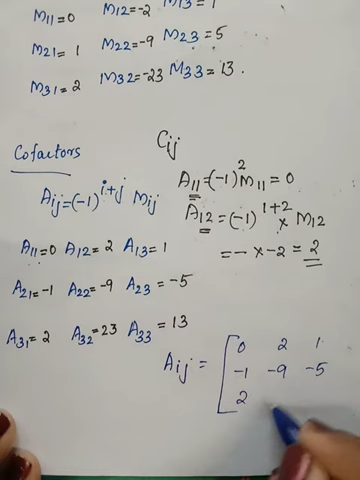 M11=0 M12=-2 M13=1
M21=1 M22=-9 M23=5
M31=2 M32=-23 M33=13.
Cofactors Cij
Aij=(-1)^i+j Mij
A11=(-1)^2 M11=0
A12=(-1)^1+2 × M12
=-×-2=2
A11=0 A12=2 A13=1
A21=-1 A22=-9 A23=-5
A31=2 A32=23 A33=13
Aij = [ 0 2 1
-1 -9 -5
2